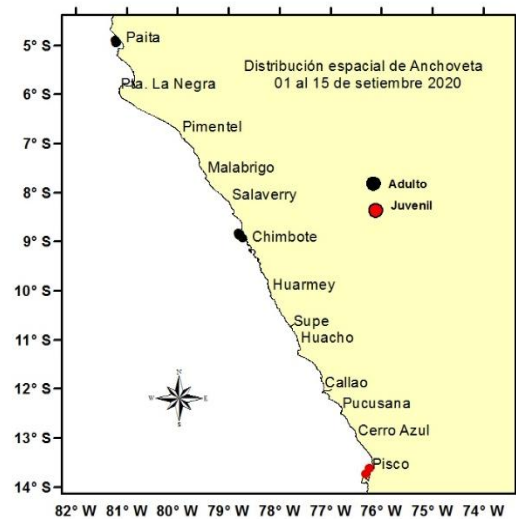 Distribución espacial de Anchoveta
01 al 15 de setiembre 2020
Adulto
Juvenil
Paita
Pta. La Negra
Pimentel
Malabrigo
Salaverry
Chimbote
Huarmey
Supe
Huacho
Callao
Pucusana
Cerro Azul
Pisco
N
W E
S
5° S
6° S
7° S
8° S
9° S
10° S
11° S
12° S
13° S
14° S
82° W 81° W 80° W 79° W 78° W 77° W 76° W 75° W 74° W